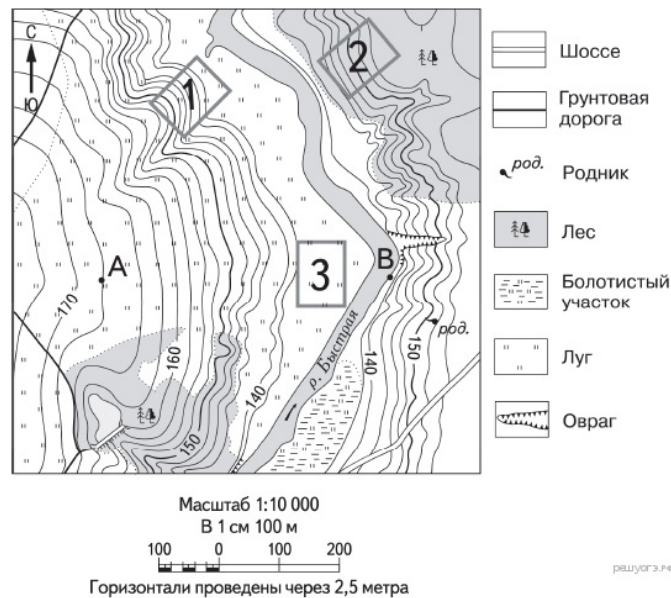 С
Ю
1
2
3
А
В
170
160
150
140
140
150
р. Быстрая
род.
Шоссе
Грунтовая
дорога
род.
Родник
Лес
Болотистый
участок
Луг
Овраг
Масштаб 1:10 000
В 1 см 100 м
100 0 100 200
Горизонтали проведены через 2,5 метра
решуогэ.рф